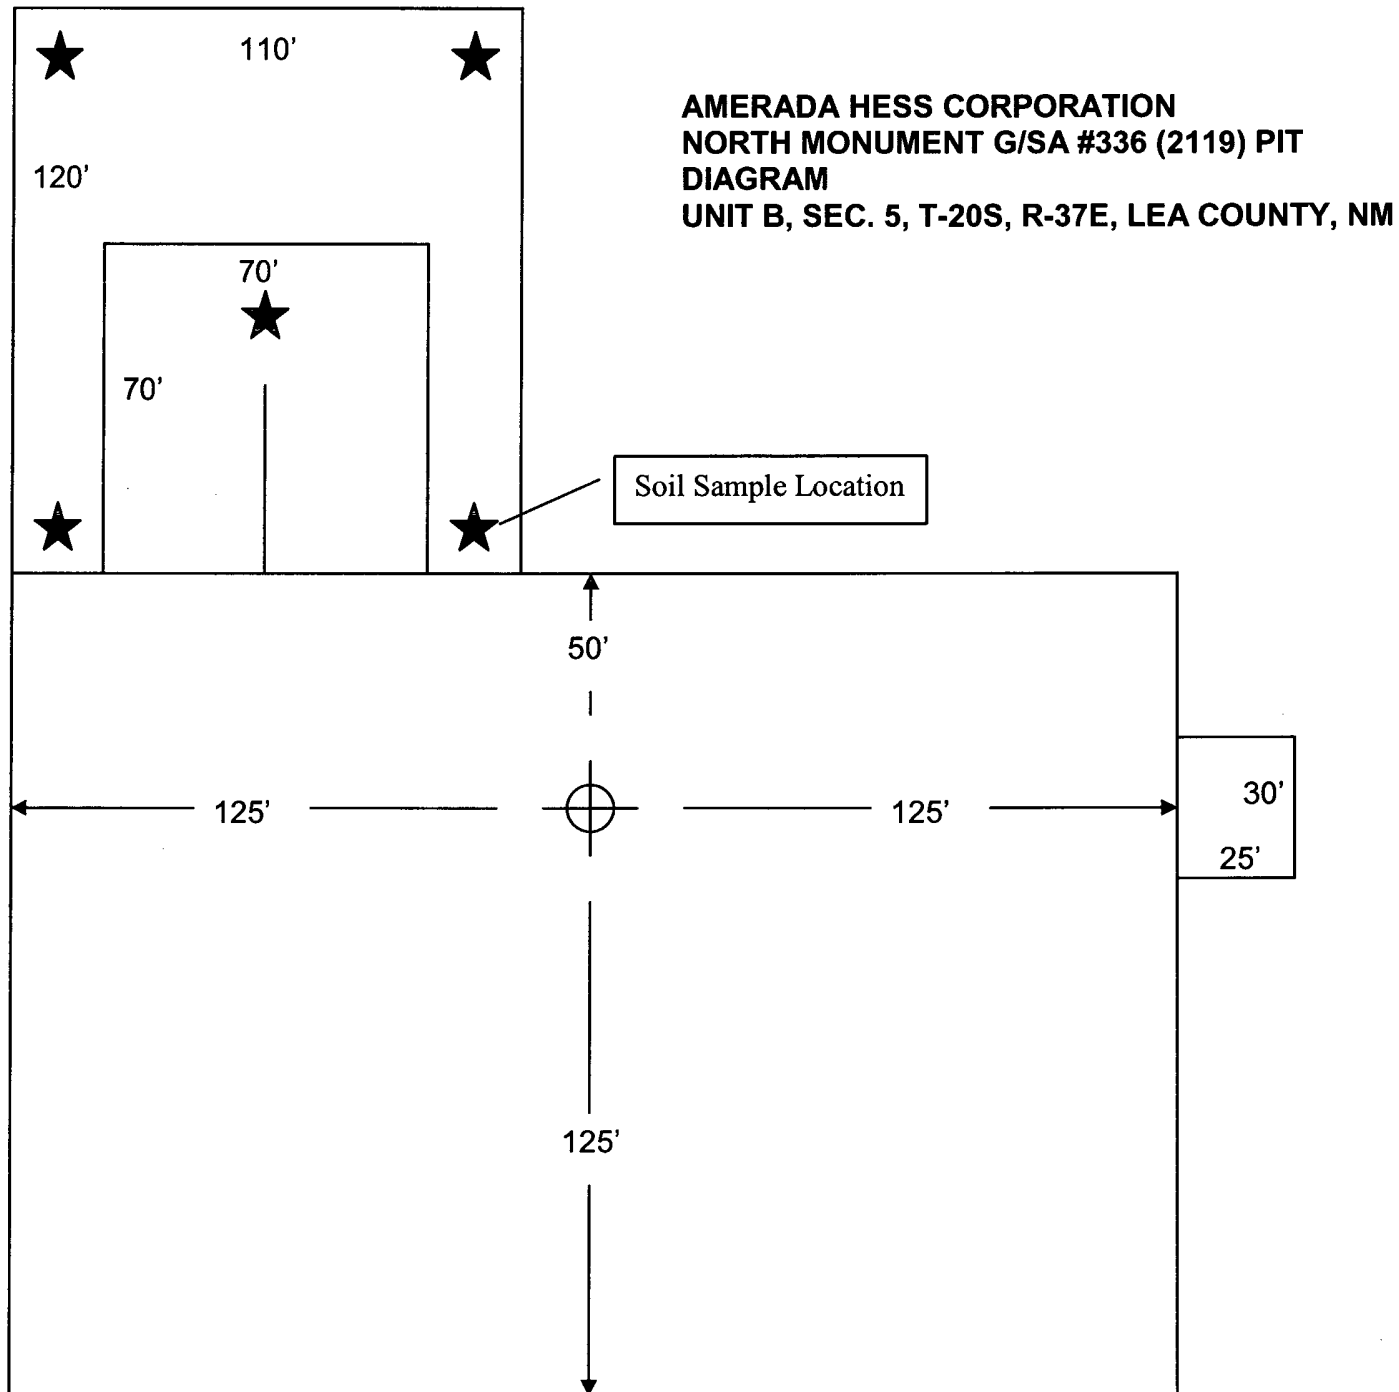 110’
AMERADA HESS CORPORATION
NORTH MONUMENT G/SA #336 (2119) PIT
DIAGRAM
UNIT B, SEC. 5, T-20S, R-37E, LEA COUNTY, NM
120’
70’
70’
Soil Sample Location
50’
125’
125’
30’
25’
125’